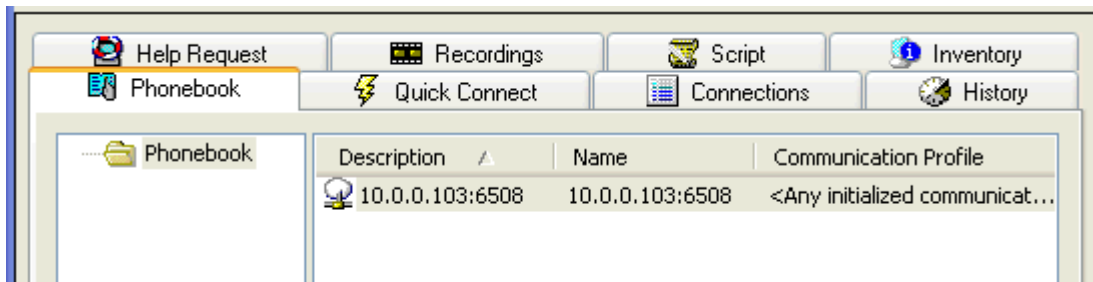 Help Request Recordings Script Inventory
Phonebook Quick Connect Connections History
Phonebook
Description Name Communication Profile
10.0.0.103:6508 10.0.0.103:6508 <Any initialized communicat...